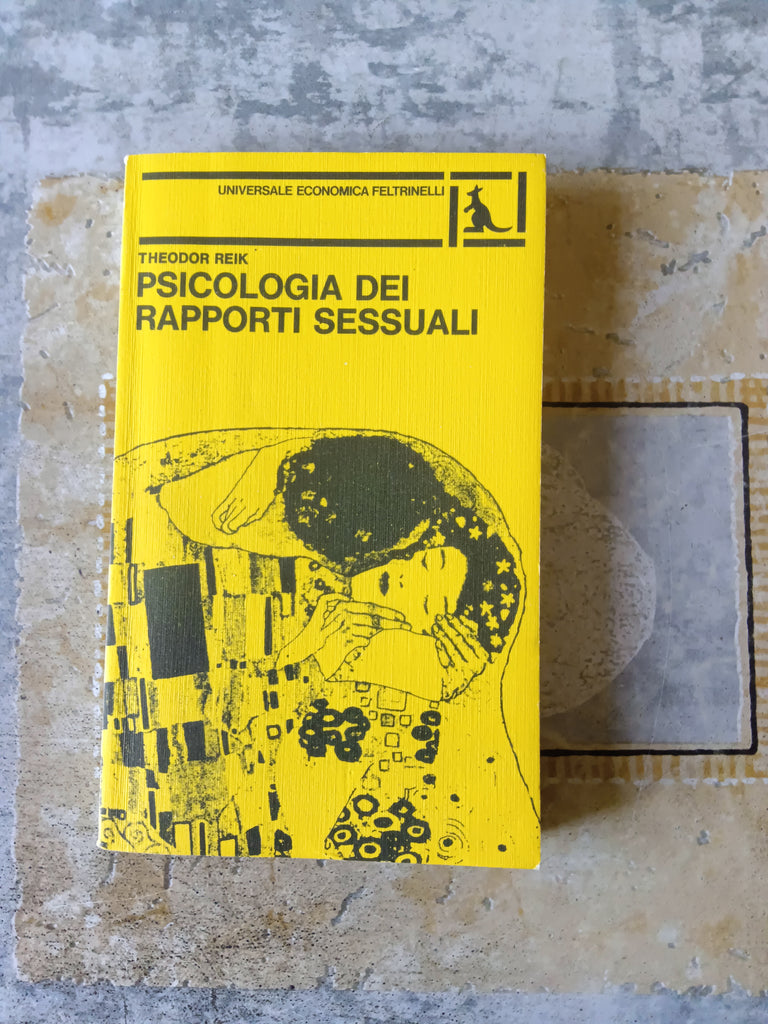 UNIVERSALE ECONOMICA FELTRINELLI
THEODOR REIK
PSICOLOGIA DEI
RAPPORTI SESSUALI